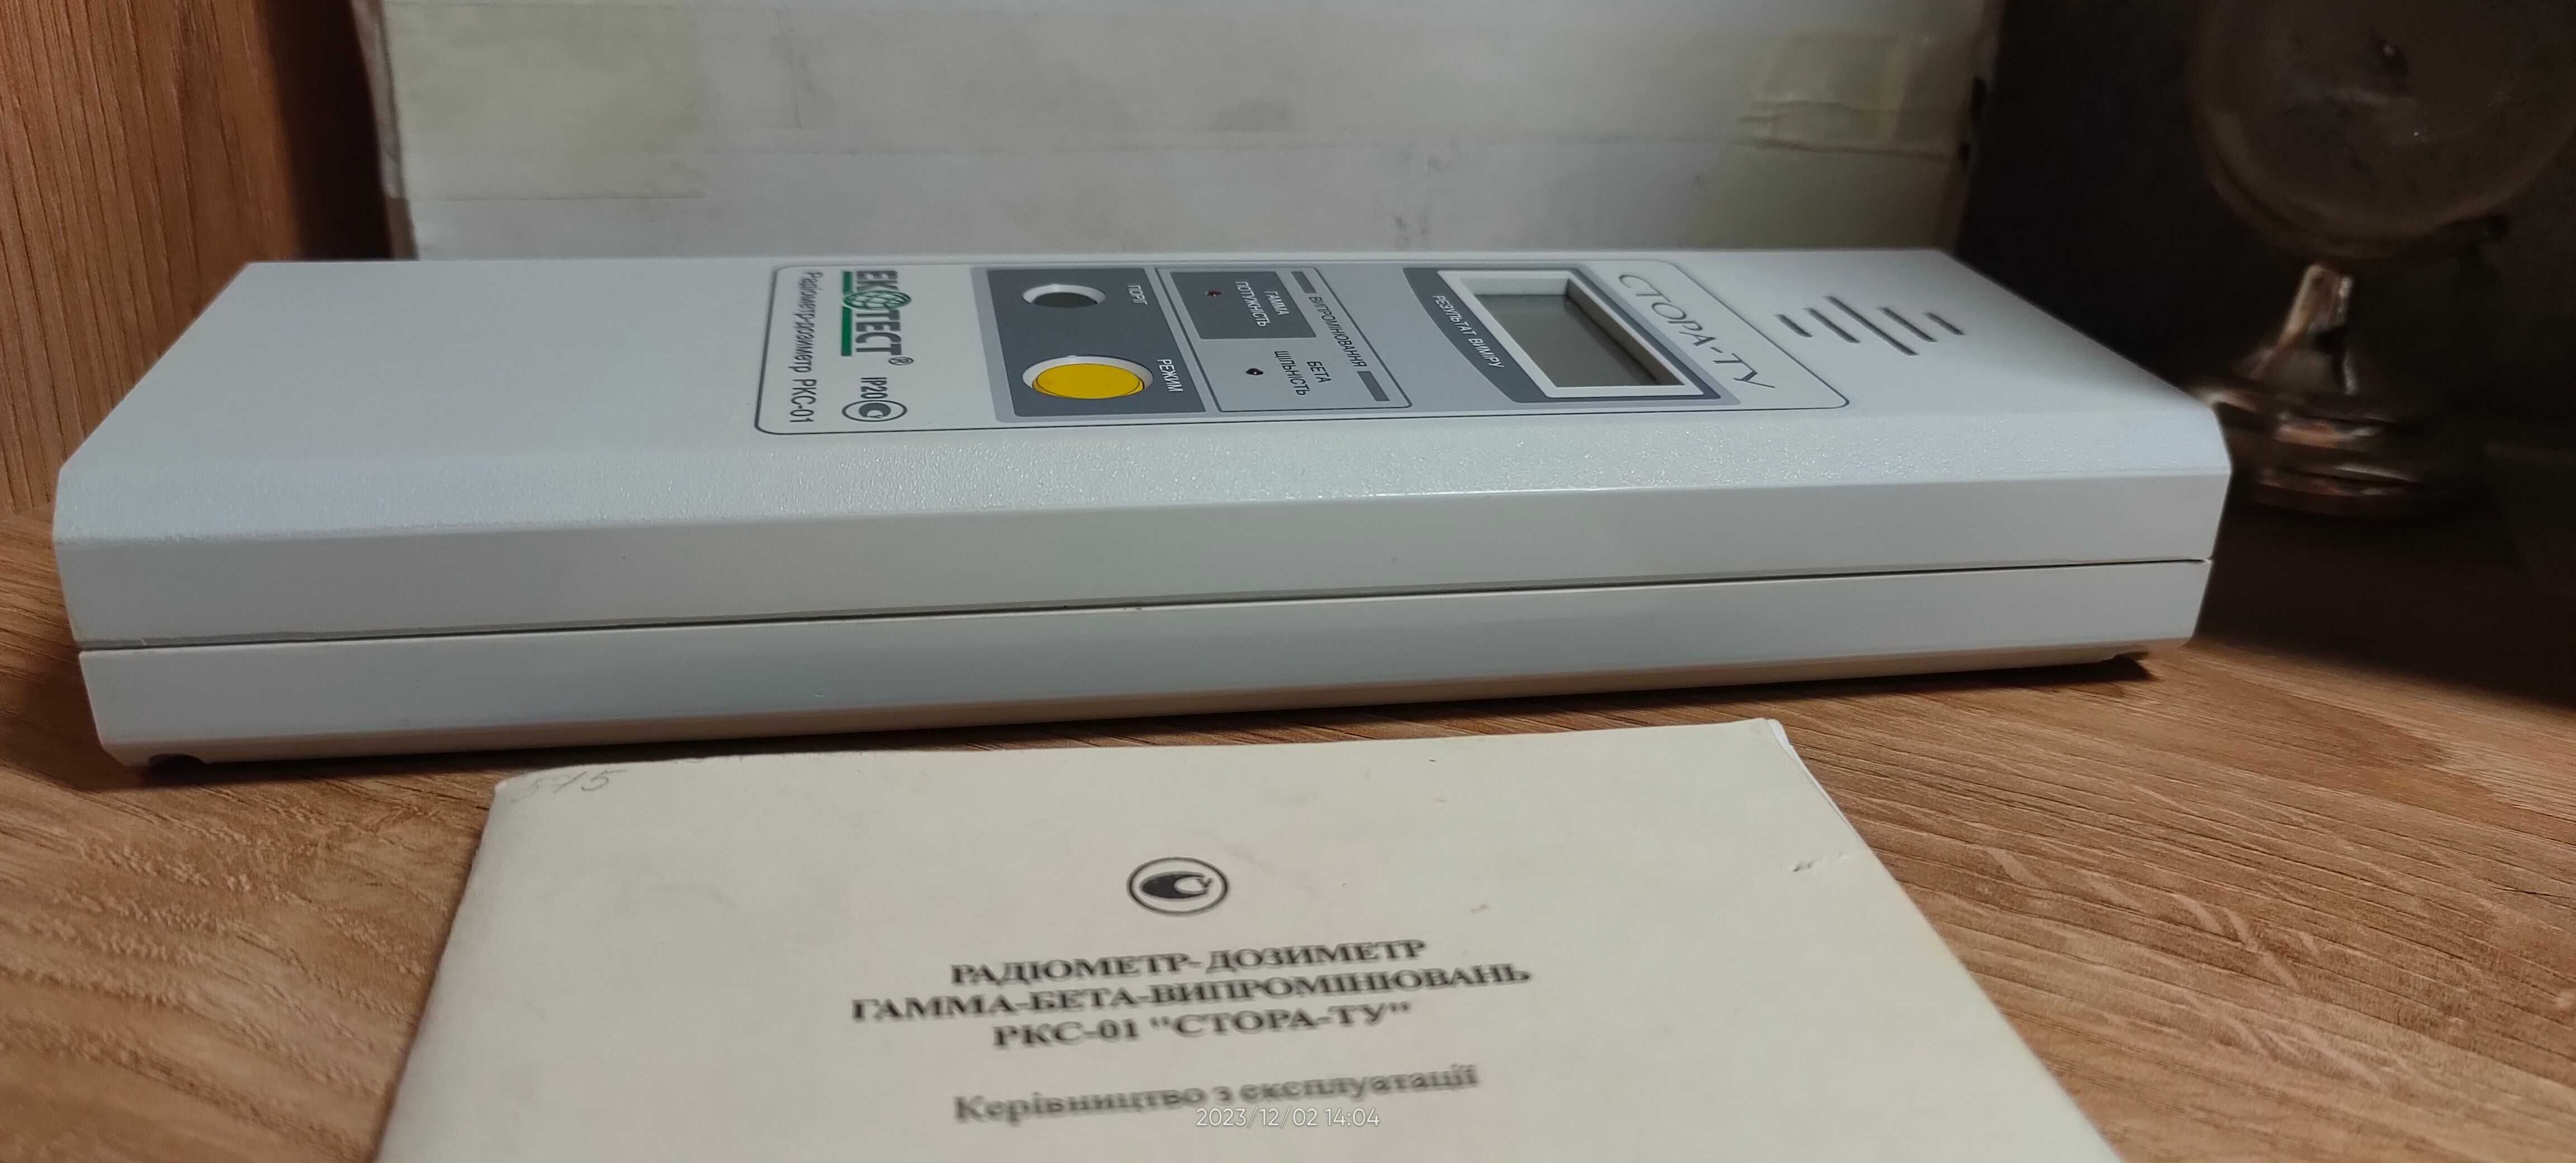 СТОРА-ТУ
РЕЗУЛЬТАТ ВИМІРУ
ВИПРОМІНЮВАННЯ
ГАММА
ПОТУЖНІСТЬ
БЕТА
ЩІЛЬНІСТЬ
ПОРІГ
РЕЖИМ
ЕКОТЕСТ®
IP20
Радіометр-дозиметр РКС-01
515
РАДІОМЕТР-ДОЗИМЕТР
ГАММА-БЕТА-ВИПРОМІНЮВАНЬ
РКС-01 "СТОРА-ТУ"
Керівництво з експлуатації
2023/12/02 14:04